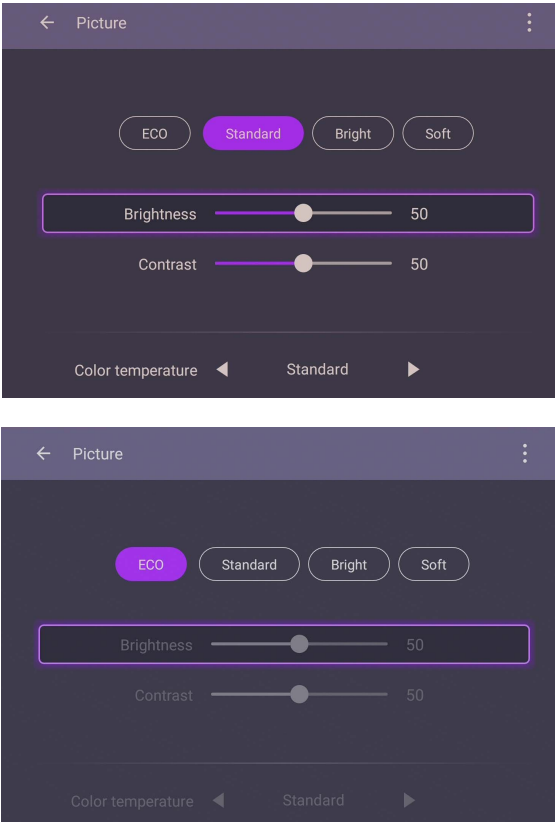 Picture
ECO Standard Bright Soft
Brightness 50
Contrast 50
Color temperature Standard
Picture
ECO Standard Bright Soft
Brightness 50
Contrast 50
Color temperature Standard